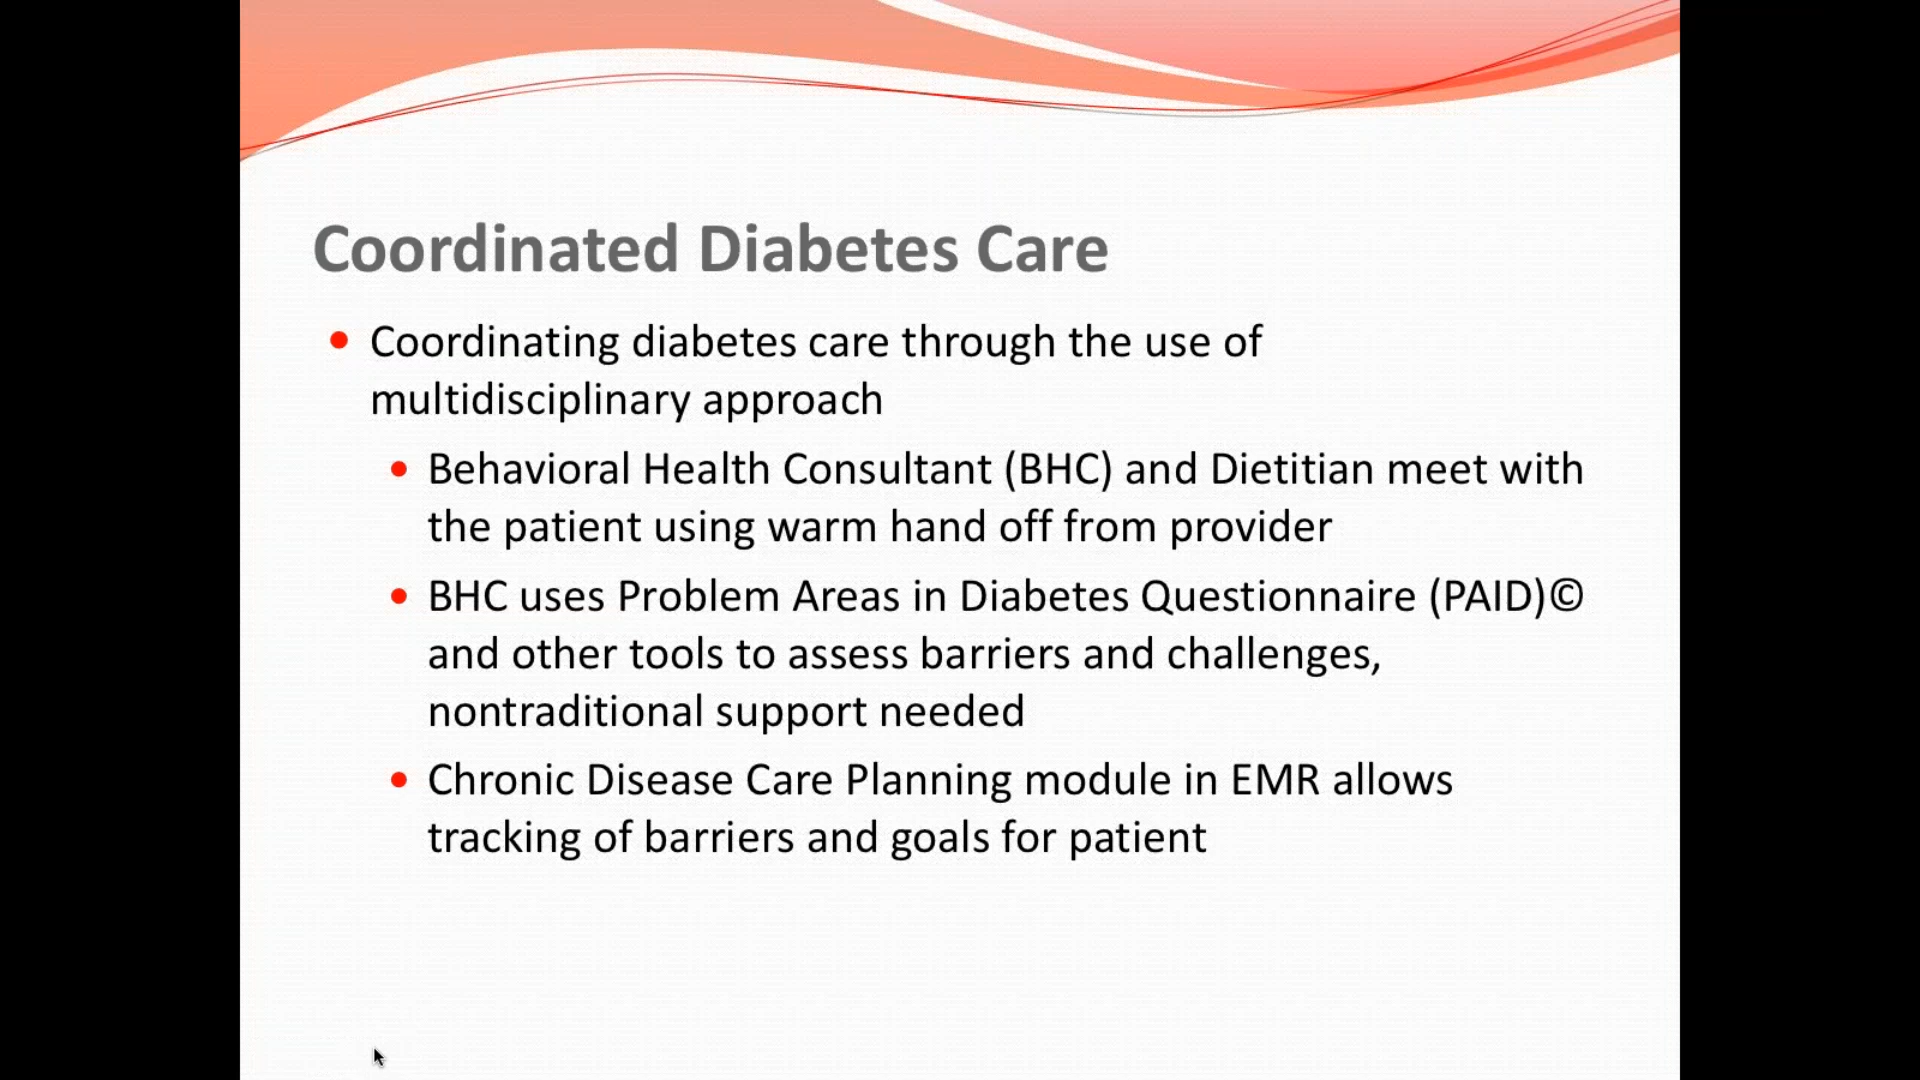 Coordinated Diabetes Care
Coordinating diabetes care through the use of
multidisciplinary approach
Behavioral Health Consultant (BHC) and Dietitian meet with
the patient using warm hand off from provider
BHC uses Problem Areas in Diabetes Questionnaire (PAID)©
and other tools to assess barriers and challenges,
nontraditional support needed
Chronic Disease Care Planning module in EMR allows
tracking of barriers and goals for patient